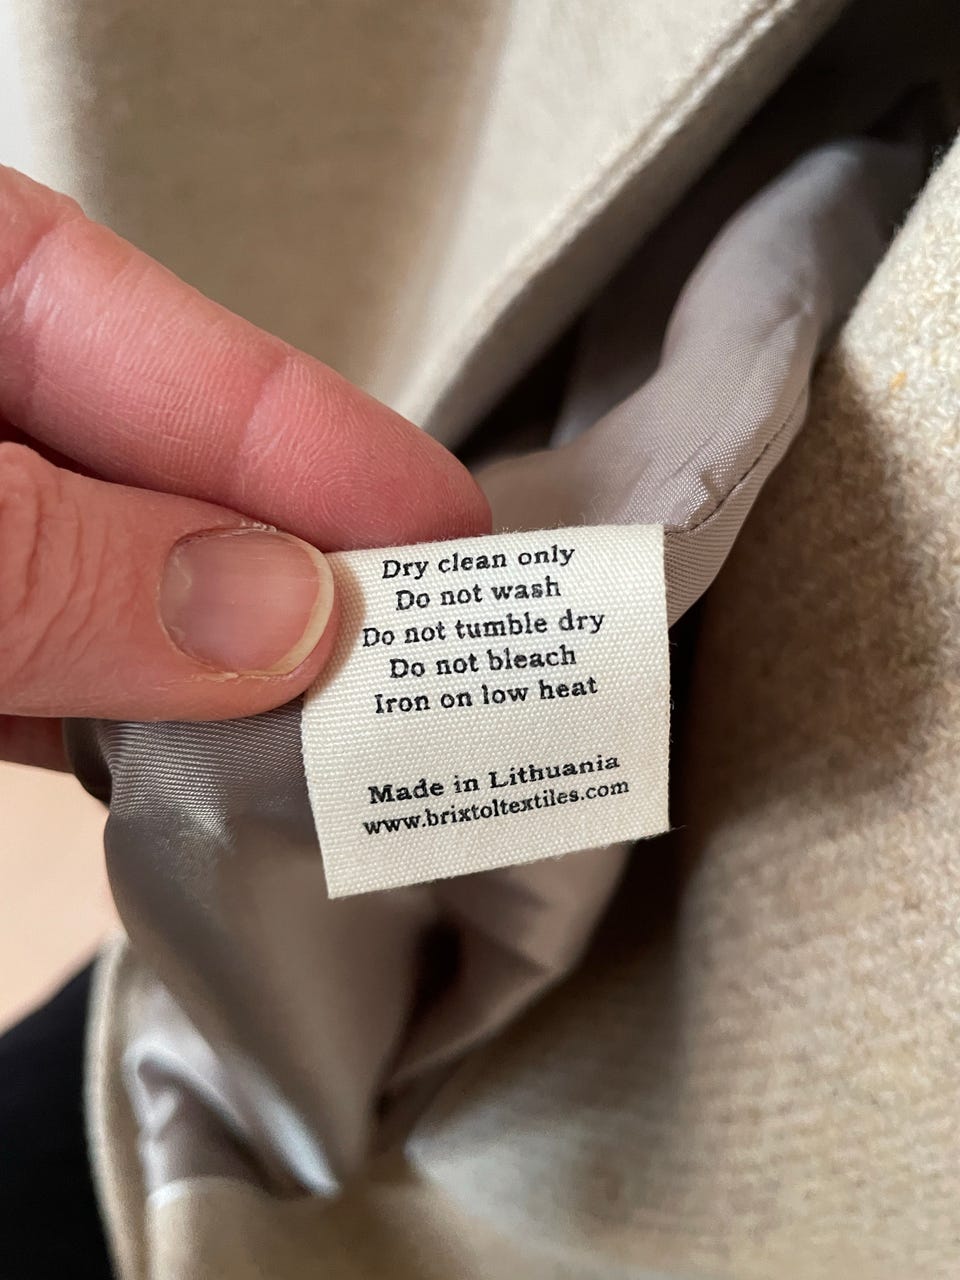 Dry clean only
Do not wash
Do not tumble dry
Do not bleach
Iron on low heat
Made in Lithuania
www.brixtoltextiles.com